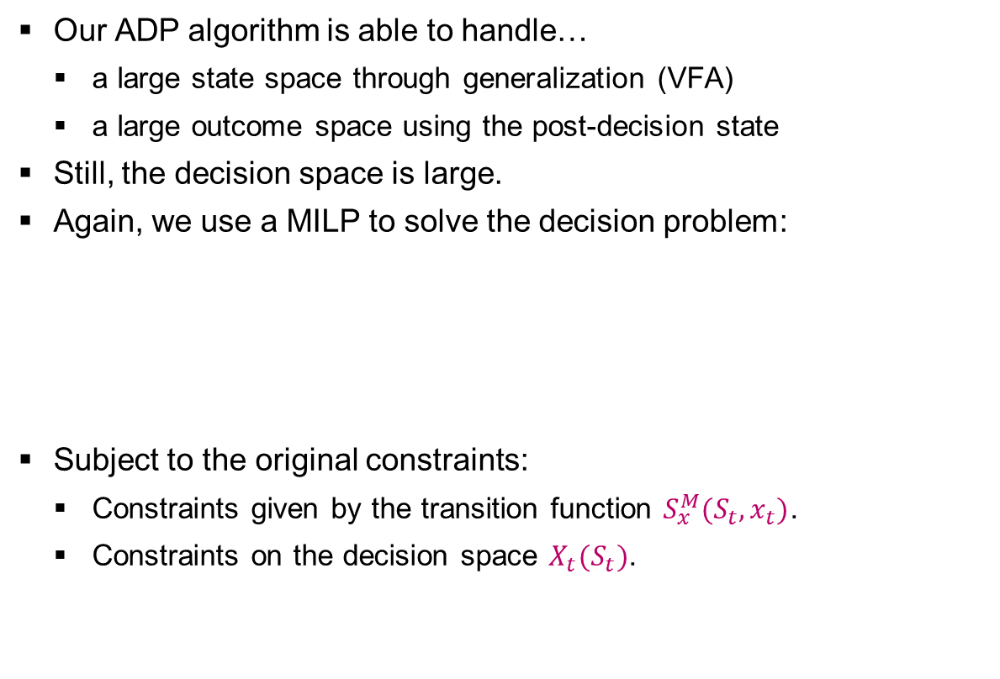 ▪ Our ADP algorithm is able to handle…
▪ a large state space through generalization (VFA)
▪ a large outcome space using the post-decision state
▪ Still, the decision space is large.
▪ Again, we use a MILP to solve the decision problem:
▪ Subject to the original constraints:
▪ Constraints given by the transition function $S_x^M(S_t, x_t)$.
▪ Constraints on the decision space $X_t(S_t)$.